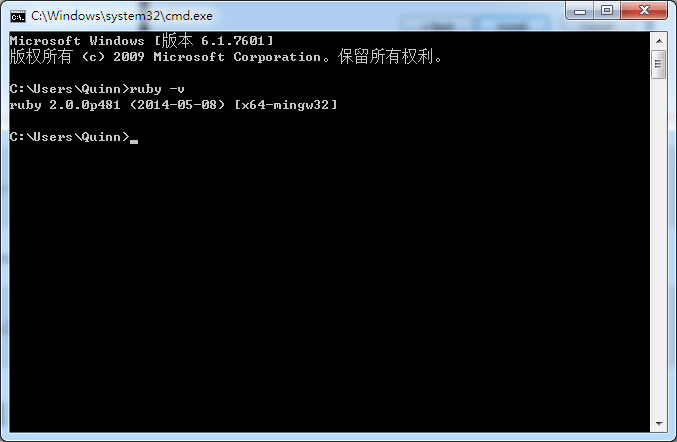 C:\Windows\system32\cmd.exe
Microsoft Windows [版本 6.1.7601]
版权所有 (c) 2009 Microsoft Corporation。保留所有权利。
C:\Users\Quinn>ruby -v
ruby 2.0.0p481 (2014-05-08) [x64-mingw32]
C:\Users\Quinn>